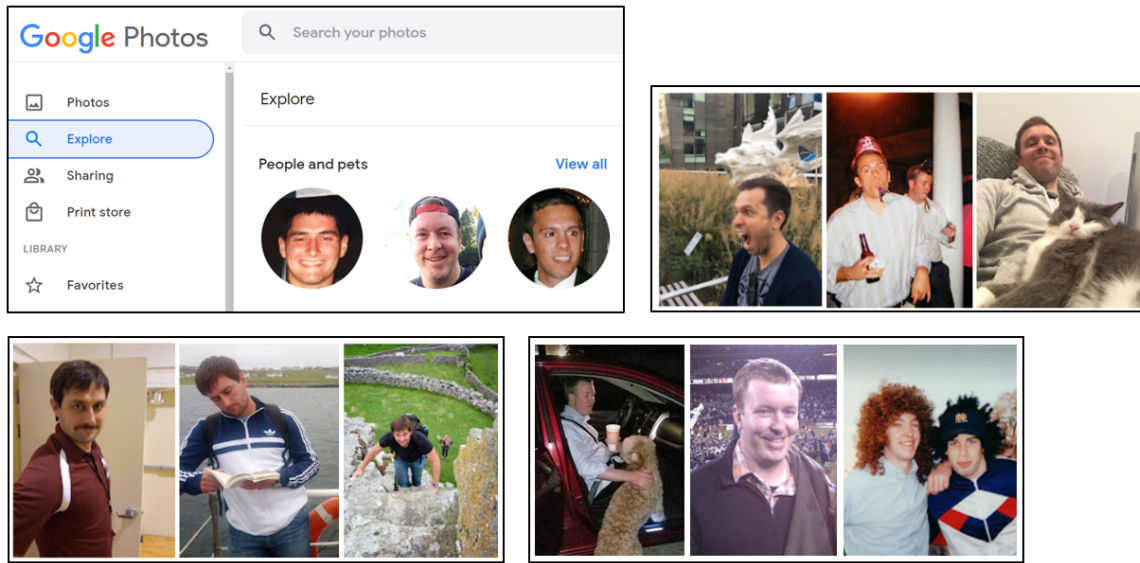 Google Photos
Search your photos
Photos
Explore
Sharing
Print store
LIBRARY
Favorites
Explore
People and pets
View all